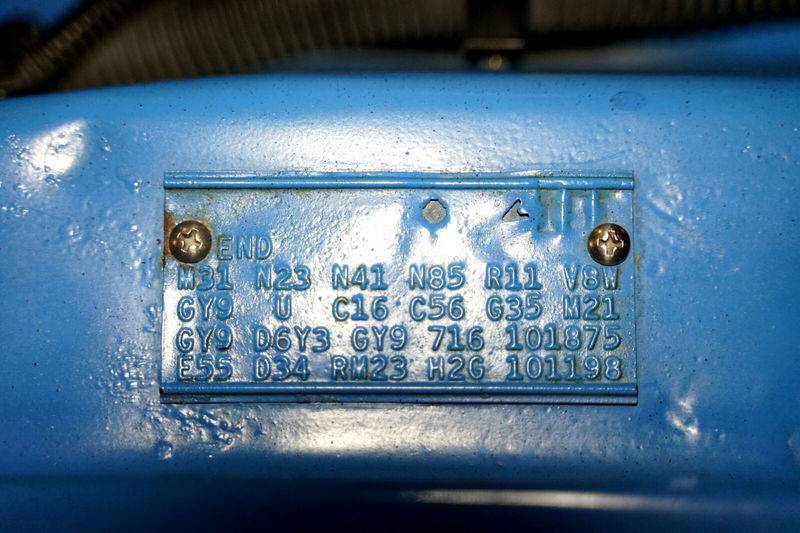 END
M31 N23 N41 N85 R11 V8W
GY9 U C16 C56 G35 M21
GY9 D6Y3 GY9 716 101875
E55 D34 RM23 H2G 101198